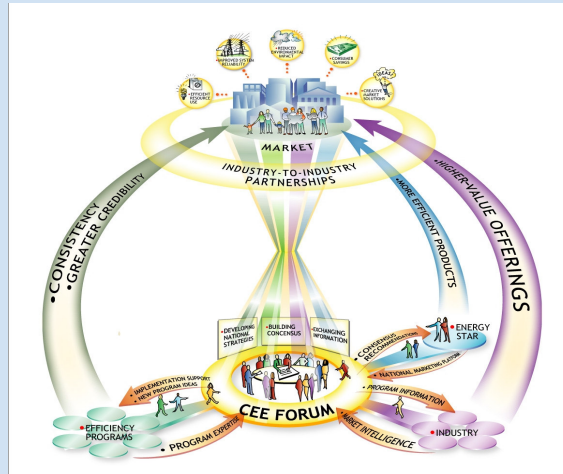 •REDUCED
ENVIRONMENTAL
IMPACT
•IMPROVED SYSTEM
RELIABILITY
•CONSUMER
SAVINGS
IDEAS!
•EFFICIENT
RESOURCE
USE
•CREATIVE
MARKET
SOLUTIONS
MARKET
INDUSTRY-TO-INDUSTRY
PARTNERSHIPS
•CONSISTENCY
•GREATER CREDIBILITY
•MORE EFFICIENT PRODUCTS
•HIGHER-VALUE OFFERINGS
•DEVELOPING
NATIONAL
STRATEGIES
•BUILDING
CONCENSUS
•EXCHANGING
INFORMATION
•CONSENSUS
RECOMMENDATIONS
•ENERGY
STAR
•NATIONAL MARKETING PLATFORM
•IMPLEMENTATION SUPPORT
•NEW PROGRAM IDEAS
•PROGRAM INFORMATION
CEE FORUM
•EFFICIENCY
PROGRAMS
•PROGRAM EXPERTISE
•MARKET INTELLIGENCE
•INDUSTRY